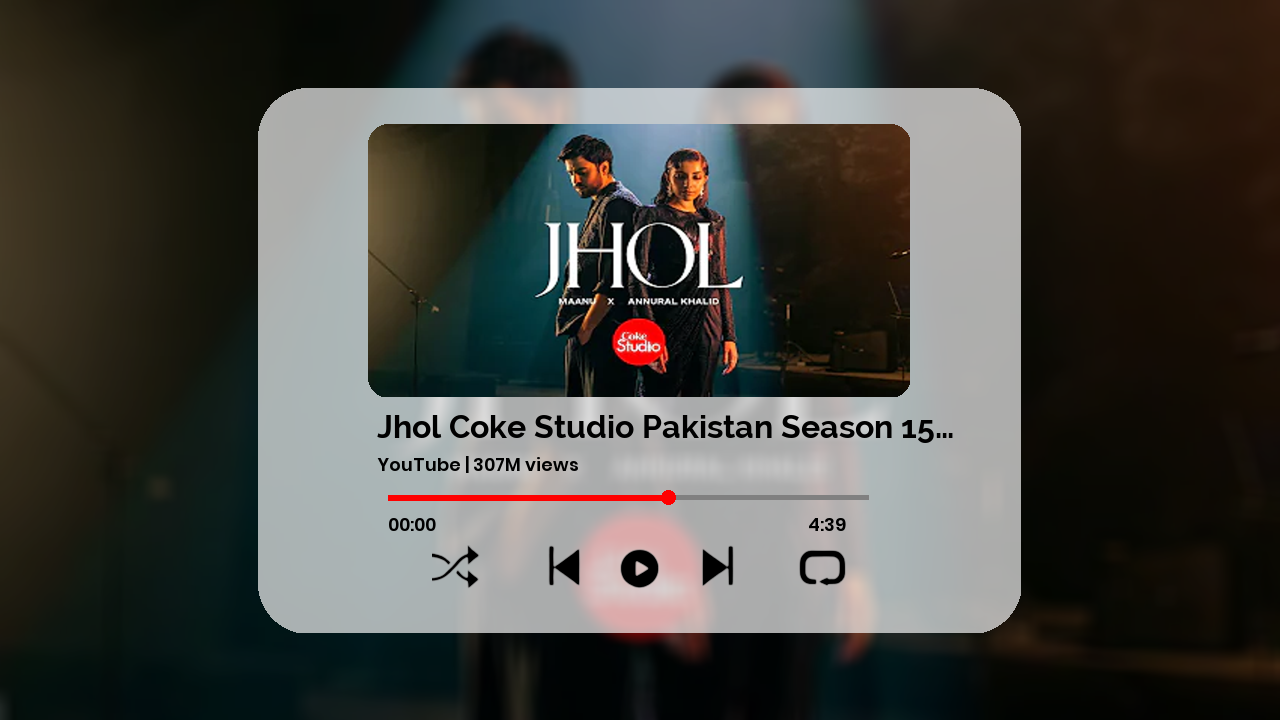 JHOL
MAANU X ANNURAL KHALID
Coke
Studio
Jhol Coke Studio Pakistan Season 15...
YouTube | 307M views
00:00 4:39